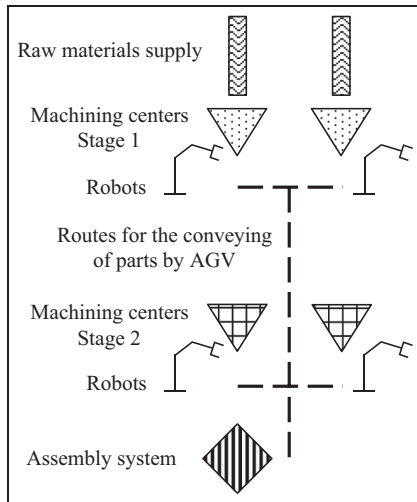 Raw materials supply
Machining centers
Stage 1
Robots
Routes for the conveying
of parts by AGV
Machining centers
Stage 2
Robots
Assembly system